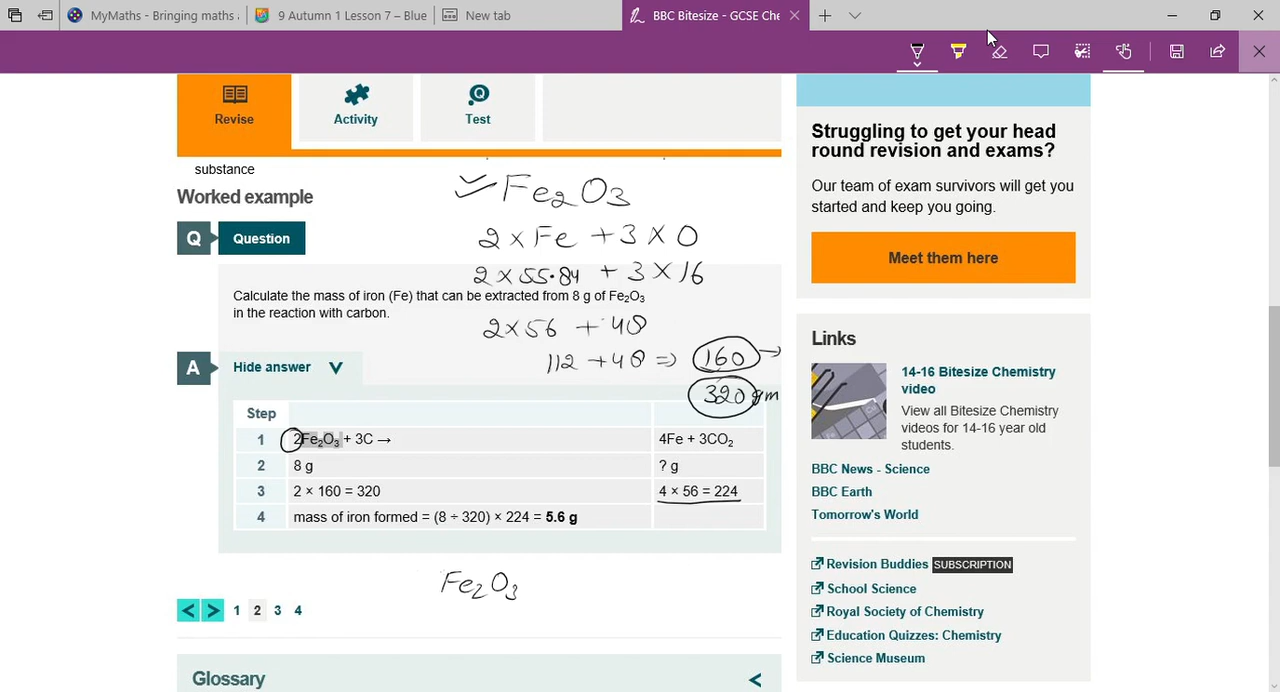 MyMaths - Bringing maths a
9 Autumn 1 Lesson 7 – Blue
New tab
BBC Bitesize - GCSE Che
Revise
Activity
Test
substance
Worked example
Fe2O3
2 × Fe + 3 × O
2 × 55.84 + 3 × 16
Q
Question
Calculate the mass of iron (Fe) that can be extracted from 8 g of Fe₂O₃
in the reaction with carbon.
2×56 + 48
112 + 48 ⇒ 160 →
320 gm
A
Hide answer
Step
1 2Fe₂O₃ + 3C → 4Fe + 3CO₂
2 8 g ? g
3 2 × 160 = 320 4 × 56 = 224
4 mass of iron formed = (8 ÷ 320) × 224 = 5.6 g
Fe2O3
< > 1 2 3 4
Glossary <
Struggling to get your head
round revision and exams?
Our team of exam survivors will get you
started and keep you going.
Meet them here
Links
14-16 Bitesize Chemistry
video
View all Bitesize Chemistry
videos for 14-16 year old
students.
BBC News - Science
BBC Earth
Tomorrow's World
Revision Buddies SUBSCRIPTION
School Science
Royal Society of Chemistry
Education Quizzes: Chemistry
Science Museum